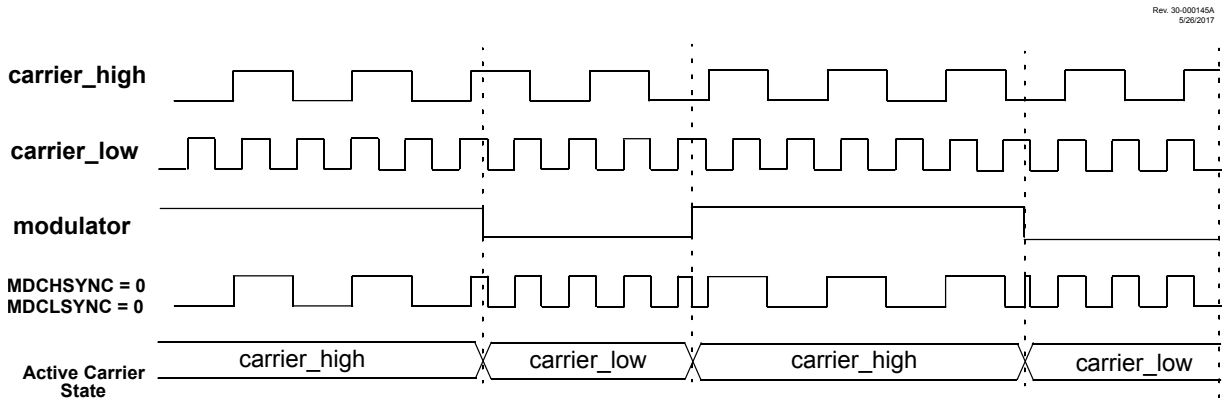 Rev. 30-000145A
5/26/2017
carrier_high
carrier_low
modulator
MDCHSYNC = 0
MDCLSYNC = 0
Active Carrier
State
carrier_high
carrier_low
carrier_high
carrier_low